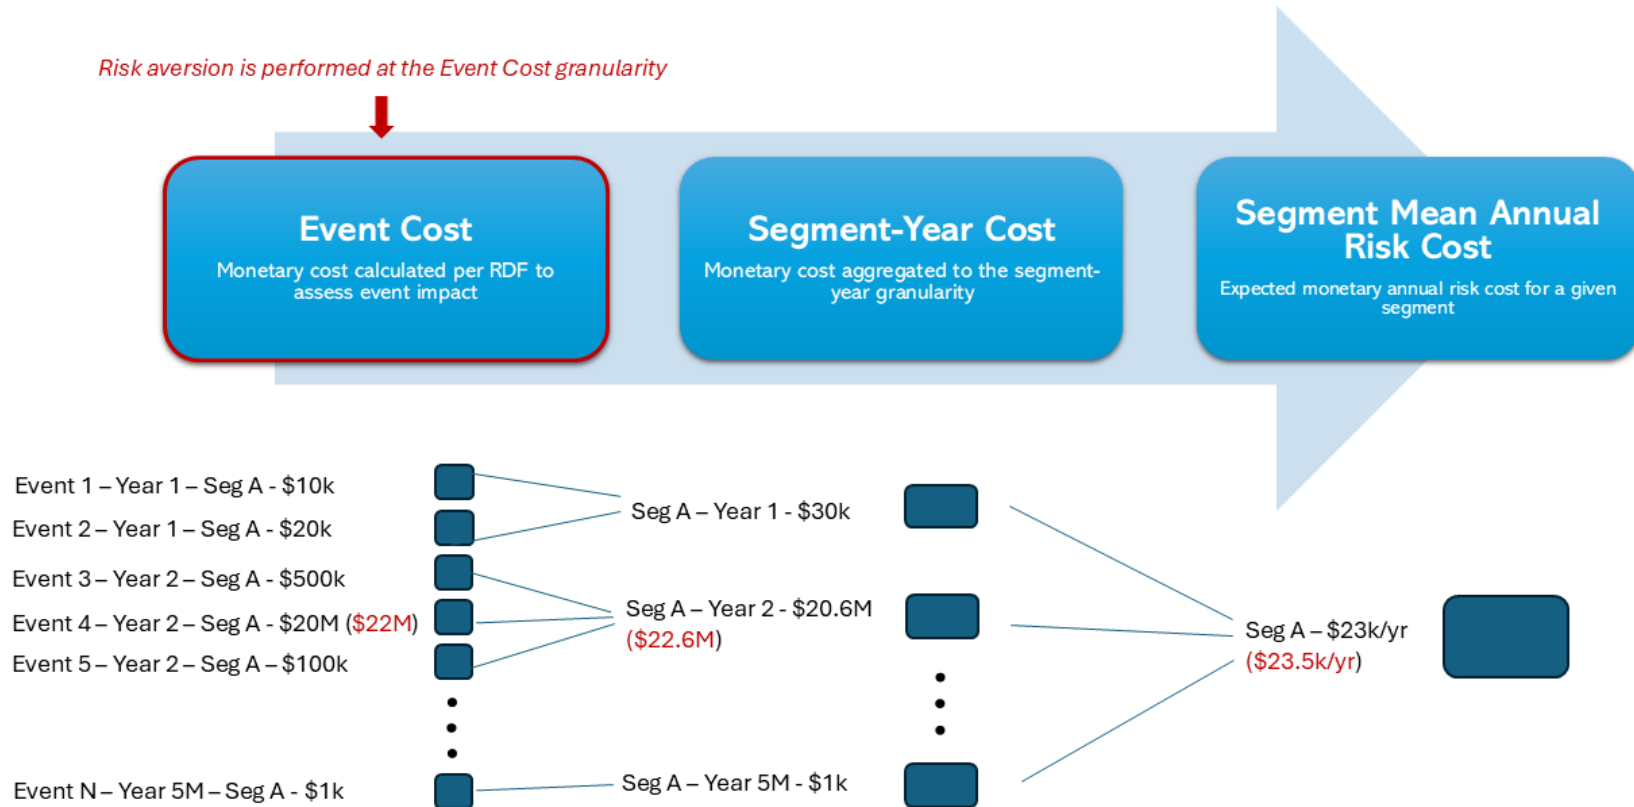 Risk aversion is performed at the Event Cost granularity
Event Cost
Monetary cost calculated per RDF to
assess event impact
Segment-Year Cost
Monetary cost aggregated to the segment-
year granularity
Segment Mean Annual
Risk Cost
Expected monetary annual risk cost for a given
segment
Event 1 – Year 1 – Seg A - $10k
Event 2 – Year 1 – Seg A - $20k
Event 3 – Year 2 – Seg A - $500k
Event 4 – Year 2 – Seg A - $20M ($22M)
Event 5 – Year 2 – Seg A – $100k
Event N – Year 5M – Seg A - $1k
Seg A – Year 1 - $30k
Seg A – Year 2 - $20.6M
($22.6M)
Seg A – Year 5M - $1k
Seg A – $23k/yr
($23.5k/yr)